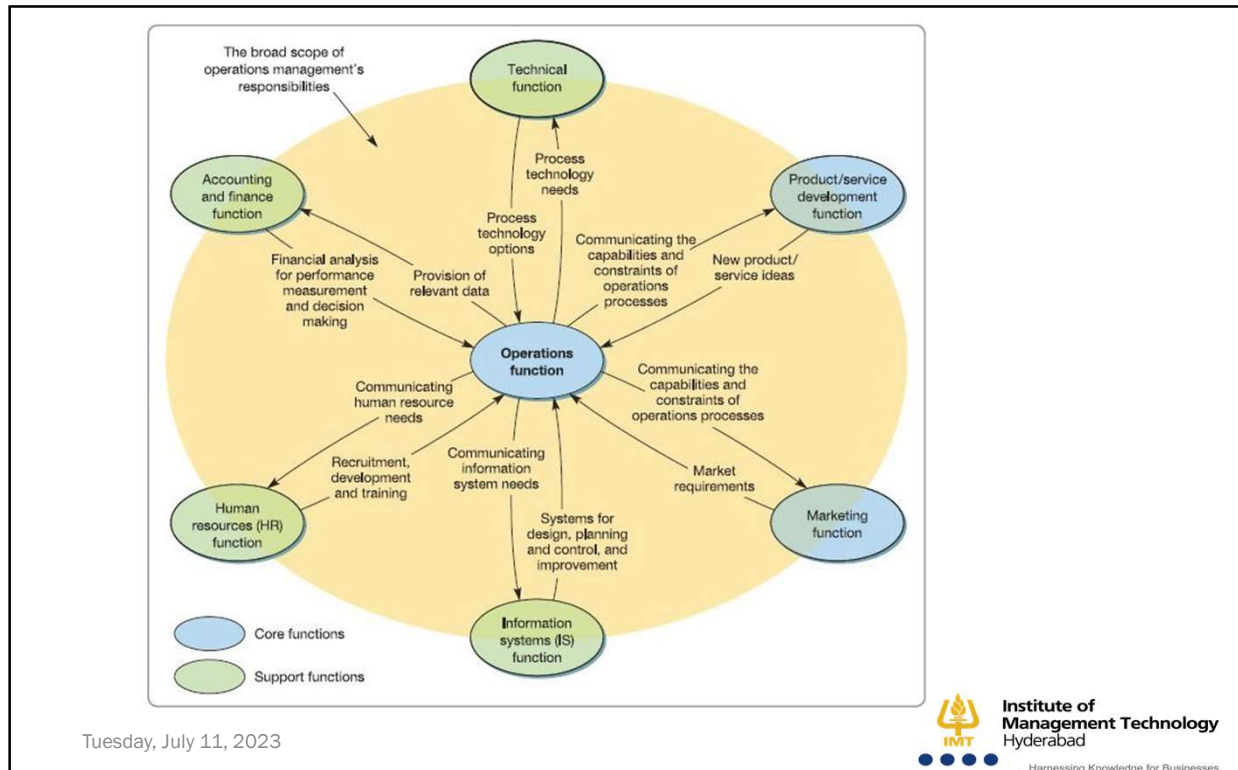 The broad scope of
operations management's
responsibilities
Technical
function
Process
technology
needs
Process
technology
options
Accounting
and finance
function
Product/service
development
function
Financial analysis
for performance
measurement
and decision
making
Provision of
relevant data
Communicating the
capabilities and
constraints of
operations
processes
New product/
service ideas
Operations
function
Communicating
human resource
needs
Communicating the
capabilities and
constraints of
operations processes
Recruitment,
development
and training
Communicating
information
system needs
Market
requirements
Human
resources (HR)
function
Systems for
design, planning
and control, and
improvement
Marketing
function
Information
systems (IS)
function
Core functions
Support functions
Tuesday, July 11, 2023
IMT
Institute of
Management Technology
Hyderabad
Harnessing Knowledge for Businesses